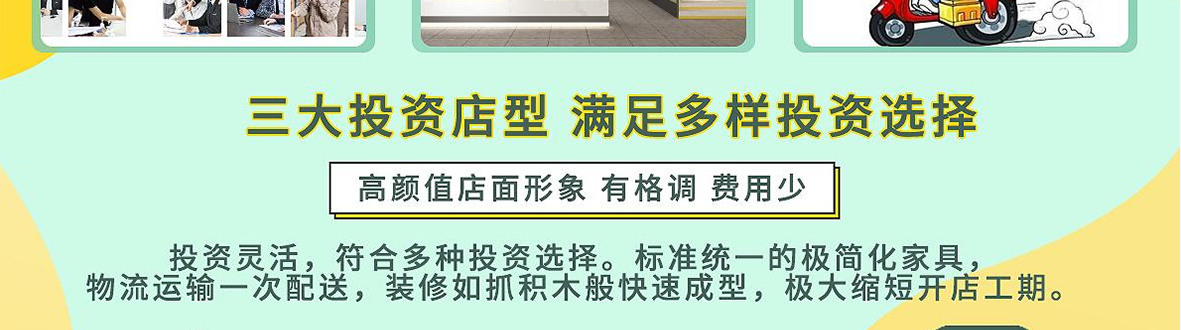 三大投资店型 满足多样投资选择
高颜值店面形象 有格调 费用少
投资灵活，符合多种投资选择。标准统一的极简化家具，
物流运输一次配送，装修如抓积木般快速成型，极大缩短开店工期。